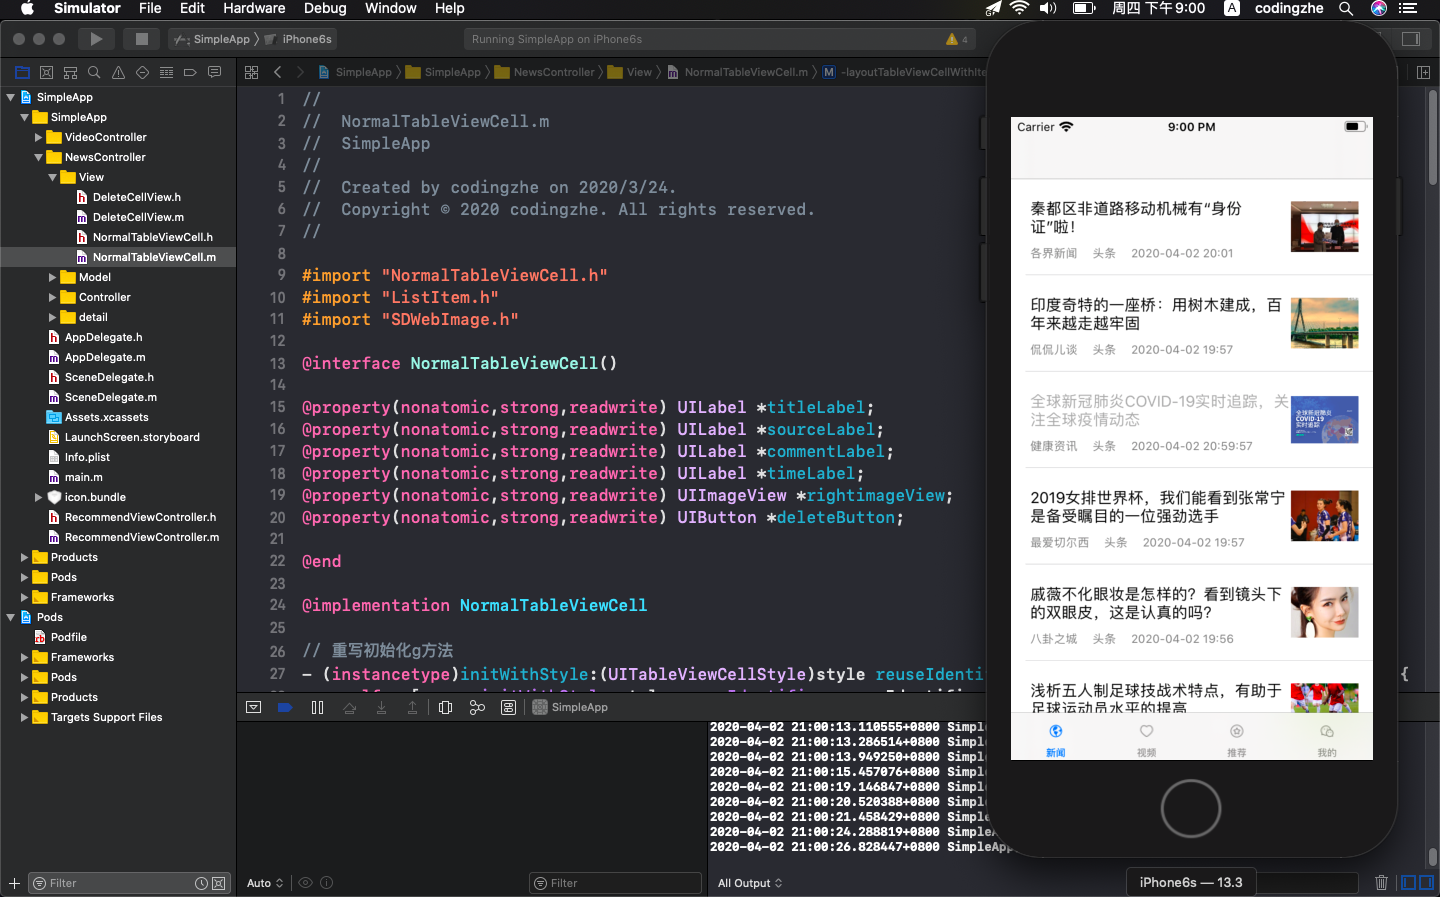 Simulator File Edit Hardware Debug Window Help
周四 下午9:00 A codingzhe
SimpleApp iPhone6s
Running SimpleApp on iPhone6s
4
SimpleApp
SimpleApp
VideoController
NewsController
View
DeleteCellView.h
DeleteCellView.m
NormalTableViewCell.h
NormalTableViewCell.m
Model
Controller
detail
AppDelegate.h
AppDelegate.m
SceneDelegate.h
SceneDelegate.m
Assets.xcassets
LaunchScreen.storyboard
Info.plist
main.m
icon.bundle
RecommendViewController.h
RecommendViewController.m
Products
Pods
Frameworks
Pods
Podfile
Frameworks
Pods
Products
Targets Support Files
Filter
SimpleApp SimpleApp NewsController View NormalTableViewCell.m M -layoutTableViewCellWithIte
1 //
2 // NormalTableViewCell.m
3 // SimpleApp
4 //
5 // Created by codingzhe on 2020/3/24.
6 // Copyright © 2020 codingzhe. All rights reserved.
7 //
8
9 #import "NormalTableViewCell.h"
10 #import "ListItem.h"
11 #import "SDWebImage.h"
12
13 @interface NormalTableViewCell()
14
15 @property(nonatomic,strong,readwrite) UILabel *titleLabel;
16 @property(nonatomic,strong,readwrite) UILabel *sourceLabel;
17 @property(nonatomic,strong,readwrite) UILabel *commentLabel;
18 @property(nonatomic,strong,readwrite) UILabel *timeLabel;
19 @property(nonatomic,strong,readwrite) UIImageView *rightimageView;
20 @property(nonatomic,strong,readwrite) UIButton *deleteButton;
21
22 @end
23
24 @implementation NormalTableViewCell
25
26 // 重写初始化g方法
27 - (instancetype)initWithStyle:(UITableViewCellStyle)style reuseIdenti {
SimpleApp
2020-04-02 21:00:13.110555+0800 Simple
2020-04-02 21:00:13.286514+0800 Simple
2020-04-02 21:00:13.949250+0800 Simple
2020-04-02 21:00:15.457076+0800 Simple
2020-04-02 21:00:19.146847+0800 Simple
2020-04-02 21:00:20.520388+0800 Simple
2020-04-02 21:00:21.458429+0800 Simple
2020-04-02 21:00:24.288819+0800 SimpleA
2020-04-02 21:00:26.828447+0800 SimpleApp
Auto
Filter
All Output
Carrier 9:00 PM
秦都区非道路移动机械有“身份
证”啦！
各界新闻 头条 2020-04-02 20:01
印度奇特的一座桥：用树木建成，百
年来越走越牢固
侃侃儿谈 头条 2020-04-02 19:57
全球新冠肺炎COVID-19实时追踪，关
注全球疫情动态
健康资讯 头条 2020-04-02 20:59:57
全球新冠肺炎
COVID-19
实时追踪
2019女排世界杯，我们能看到张常宁
是备受瞩目的一位强劲选手
最爱切尔西 头条 2020-04-02 19:57
戚薇不化眼妆是怎样的？看到镜头下
的双眼皮，这是认真的吗?
八卦之城 头条 2020-04-02 19:56
浅析五人制足球技战术特点，有助于
足球运动员水平的提高
新闻 视频 推荐 我的
iPhone6s — 13.3